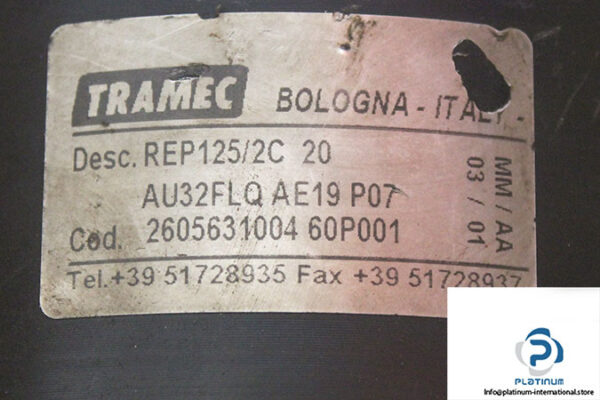 TRAMEC
BOLOGNA - ITALY -
Desc. REP125/2C 20
AU32FLQ AE19 P07
Cod. 2605631004 60P001
MM / AA
03 / 01
Tel.+39 51728935 Fax +39 51728937
PLATINUM
info@platinum-international.store